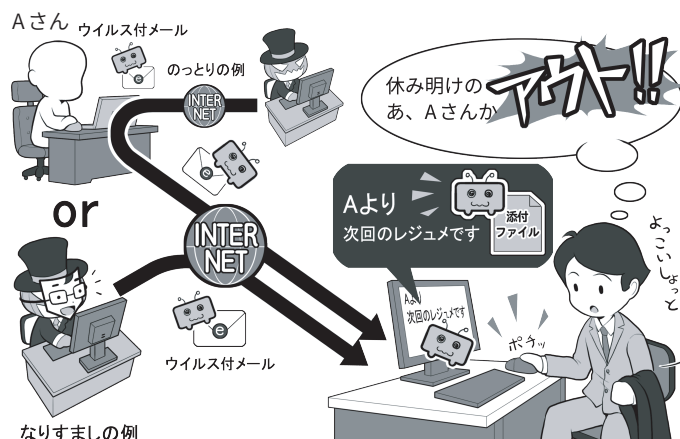 Aさん
ウイルス付メール
のっとりの例
INTER
NET
休み明けの
あ、Aさんか
アウト!!
or
INTER
NET
Aより
次回のレジュメです
添付
ファイル
よっこいしょっと
Aより
次回のレジュメです
ポチッ
ウイルス付メール
なりすましの例